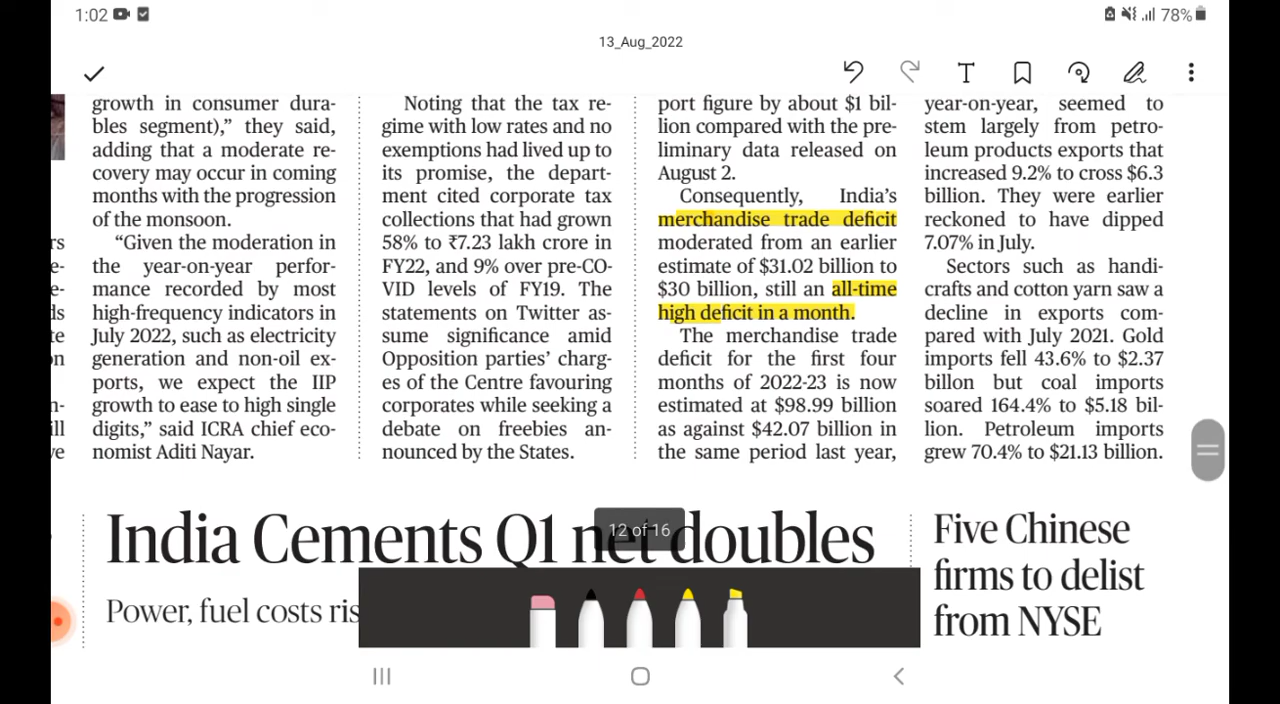 1:02
78%
13_Aug_2022
T
growth in consumer dura-
bles segment),” they said,
adding that a moderate re-
covery may occur in coming
months with the progression
of the monsoon.
“Given the moderation in
the year-on-year perfor-
mance recorded by most
high-frequency indicators in
July 2022, such as electricity
generation and non-oil ex-
ports, we expect the IIP
growth to ease to high single
digits,” said ICRA chief eco-
nomist Aditi Nayar.
Noting that the tax re-
gime with low rates and no
exemptions had lived up to
its promise, the depart-
ment cited corporate tax
collections that had grown
58% to ₹7.23 lakh crore in
FY22, and 9% over pre-CO-
VID levels of FY19. The
statements on Twitter as-
sume significance amid
Opposition parties’ charg-
es of the Centre favouring
corporates while seeking a
debate on freebies an-
nounced by the States.
port figure by about $1 bil-
lion compared with the pre-
liminary data released on
August 2.
Consequently, India’s
merchandise trade deficit
moderated from an earlier
estimate of $31.02 billion to
$30 billion, still an all-time
high deficit in a month.
The merchandise trade
deficit for the first four
months of 2022-23 is now
estimated at $98.99 billion
as against $42.07 billion in
the same period last year,
year-on-year, seemed to
stem largely from petro-
leum products exports that
increased 9.2% to cross $6.3
billion. They were earlier
reckoned to have dipped
7.07% in July.
Sectors such as handi-
crafts and cotton yarn saw a
decline in exports com-
pared with July 2021. Gold
imports fell 43.6% to $2.37
billon but coal imports
soared 164.4% to $5.18 bil-
lion. Petroleum imports
grew 70.4% to $21.13 billion.
India Cements Q1 net doubles
12 of 16
Power, fuel costs ris
Five Chinese
firms to delist
from NYSE